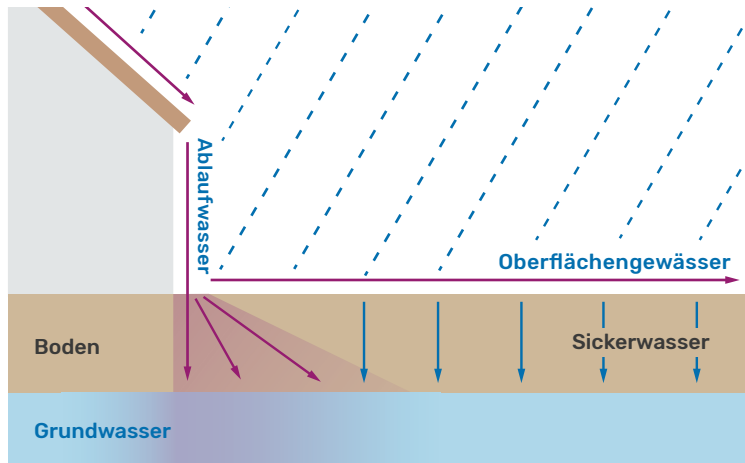 Ablaufwasser
Oberflächengewässer
Boden
Sickerwasser
Grundwasser